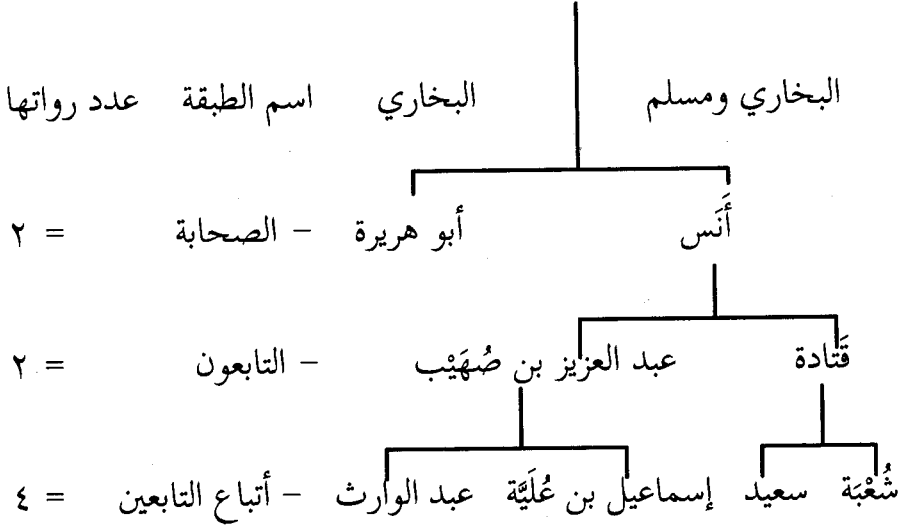 البخاري ومسلم البخاري اسم الطبقة عدد رواتها
أَنَس أبو هريرة – الصحابة = ٢
قَتادة عبد العزيز بن صُهَيْب – التابعون = ٢
شُعْبَة سعيد إسماعيل بن عُلَيَّة عبد الوارث – أتباع التابعين = ٤